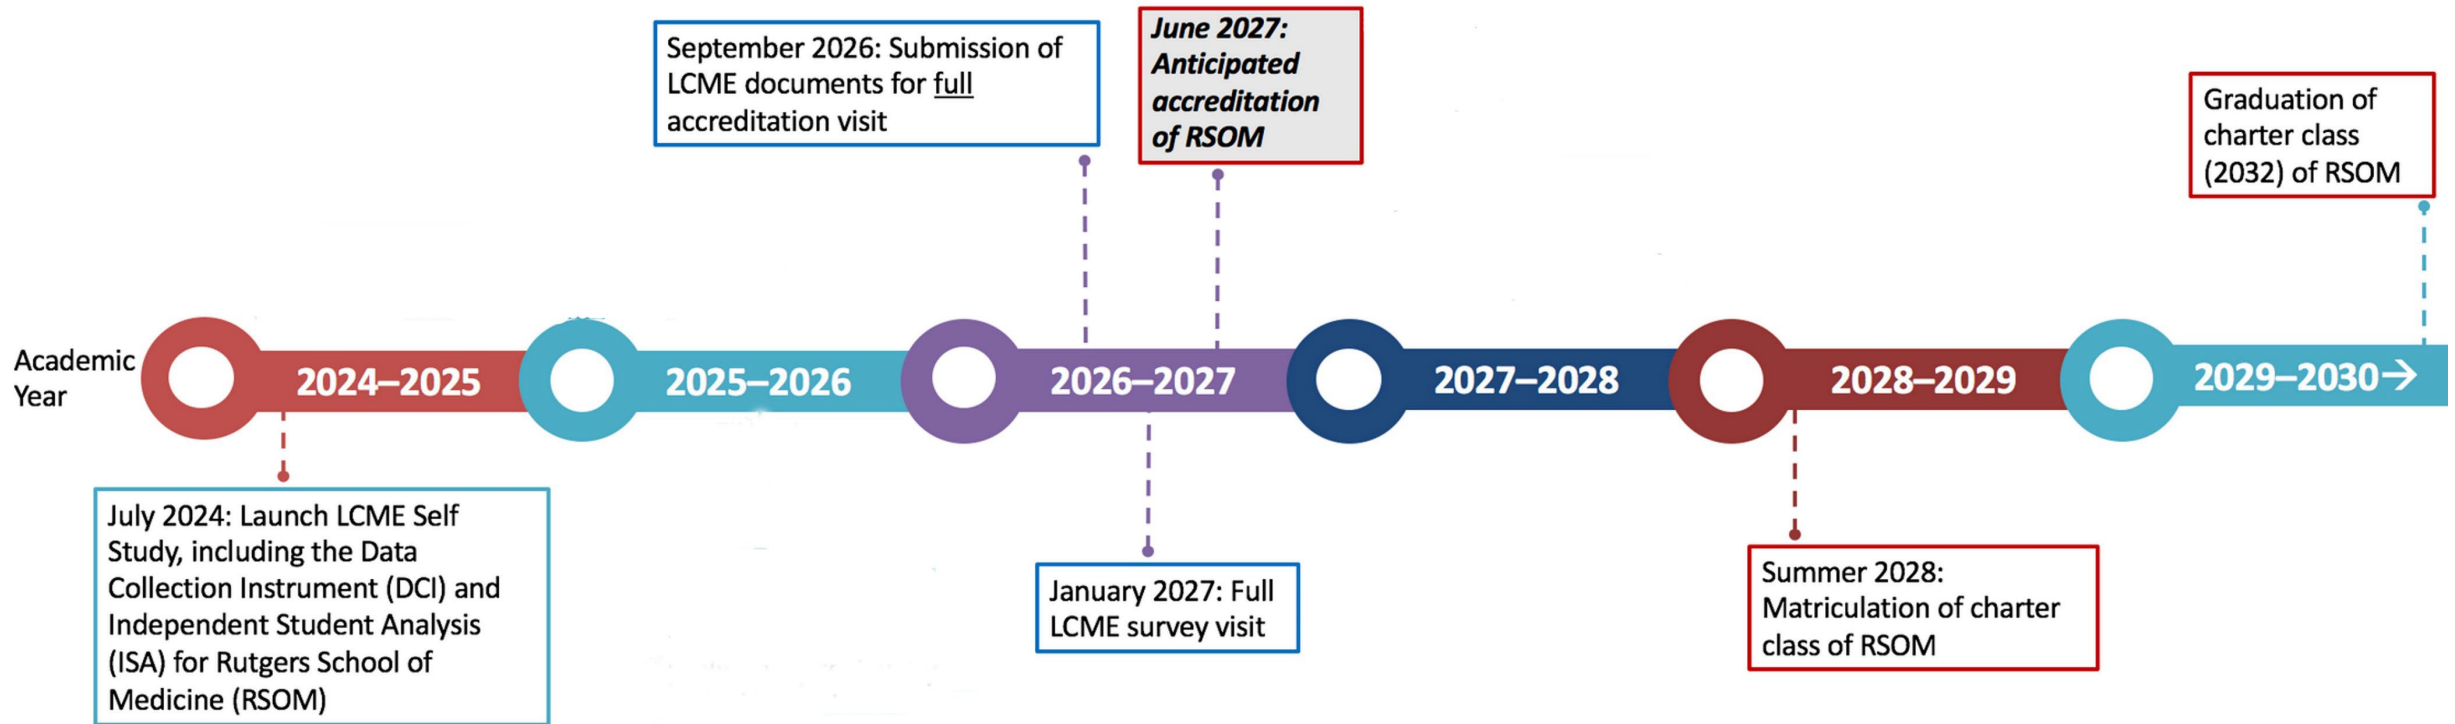 September 2026: Submission of
LCME documents for full
accreditation visit
June 2027:
Anticipated
accreditation
of RSOM
Graduation of
charter class
(2032) of RSOM
Academic
Year
2024–2025
2025–2026
2026–2027
2027–2028
2028–2029
2029–2030→
July 2024: Launch LCME Self
Study, including the Data
Collection Instrument (DCI) and
Independent Student Analysis
(ISA) for Rutgers School of
Medicine (RSOM)
January 2027: Full
LCME survey visit
Summer 2028:
Matriculation of charter
class of RSOM